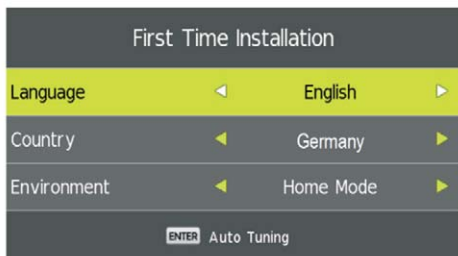 First Time Installation
Language English
Country Germany
Environment Home Mode
ENTER Auto Tuning